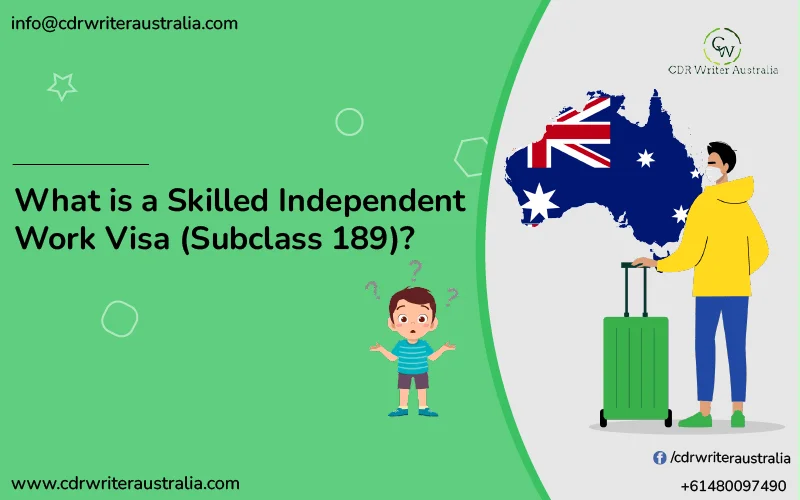 info@cdrwriteraustralia.com
CW
CDR Writer Australia
What is a Skilled Independent
Work Visa (Subclass 189)?
? ? ?
f /cdrwriteraustralia
www.cdrwriteraustralia.com
+61480097490